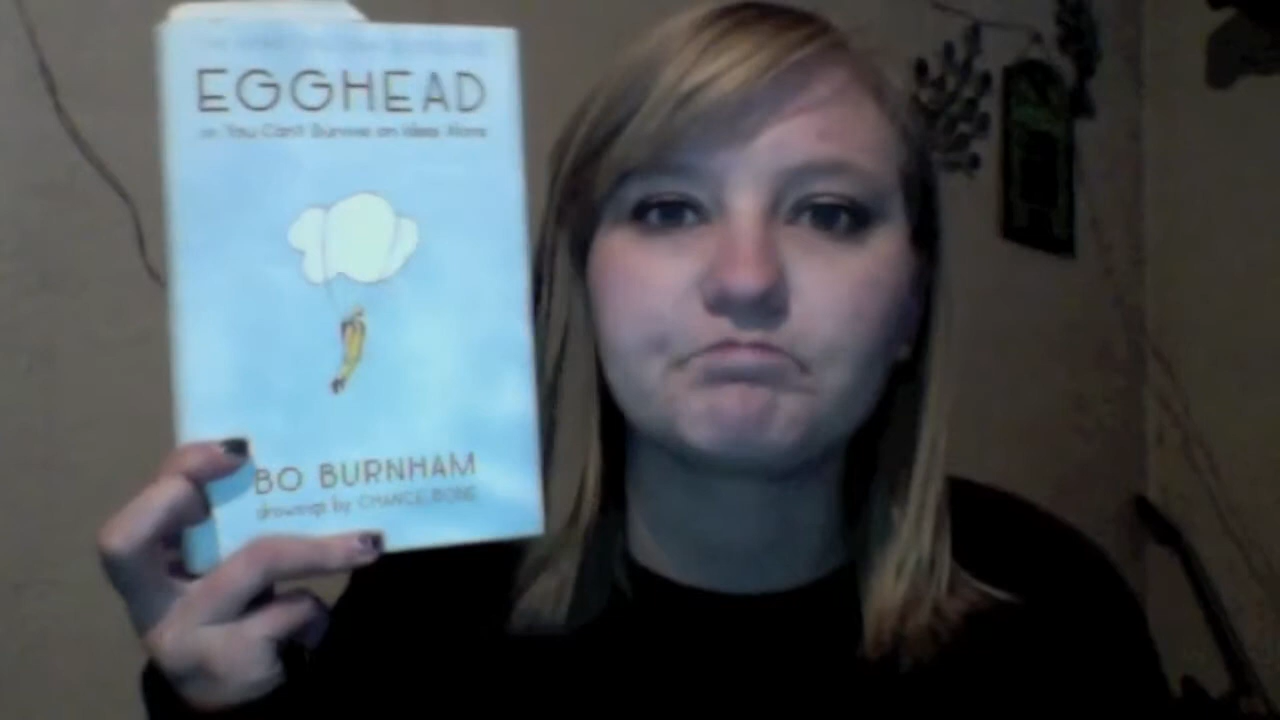 EGGHEAD
or You Can't Survive on Ideas Alone
BO BURNHAM
drawings by CHANCE BONE